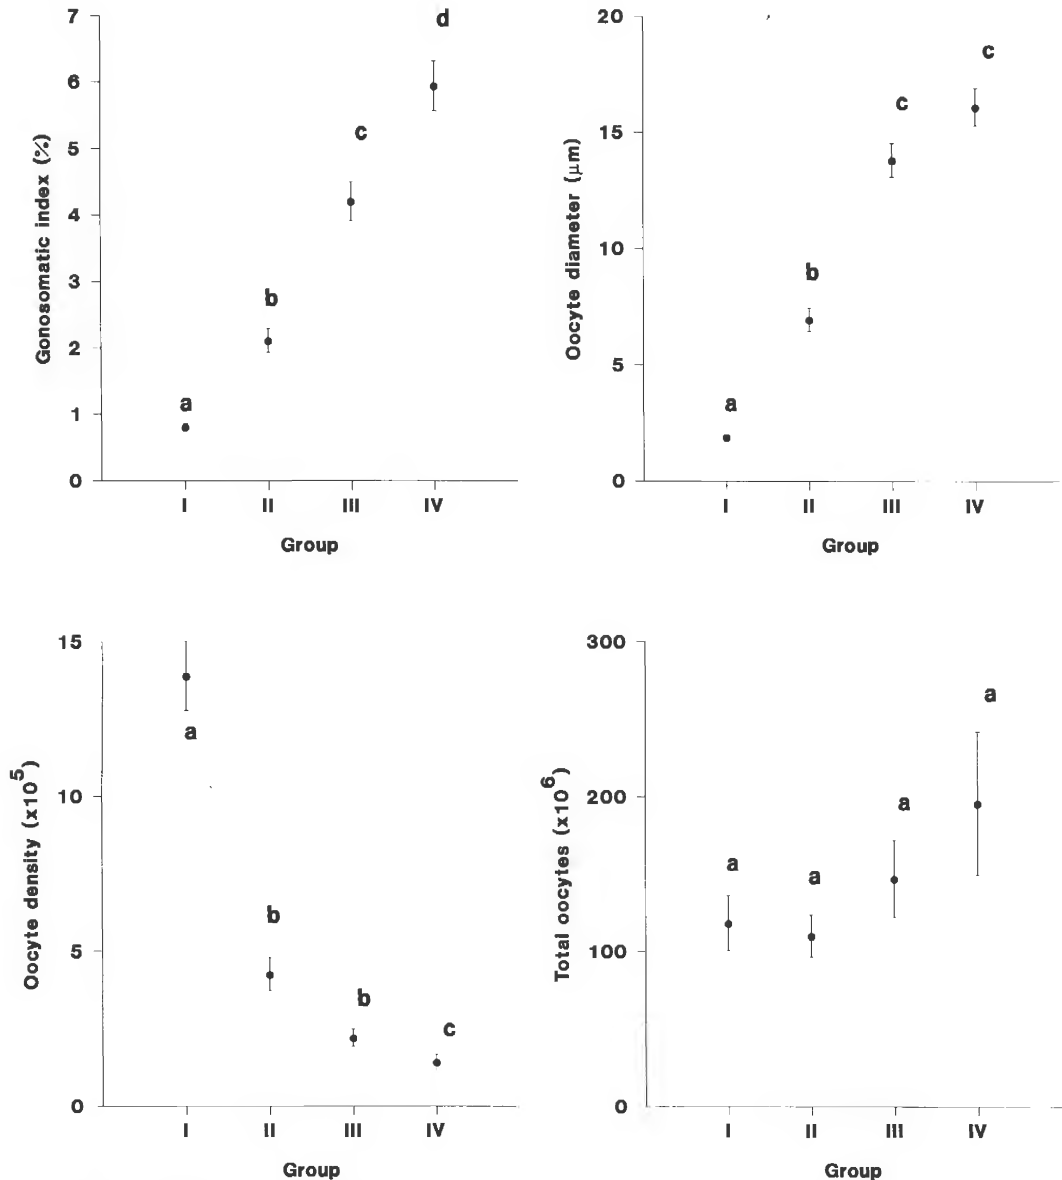 Gonosomatic index (%)
7
6
5
4
3
2
1
0
a
b
c
d
I II III IV
Group
Oocyte diameter (μm)
20
15
10
5
0
a
b
c
c
I II III IV
Group
Oocyte density (x10⁵)
15
10
5
0
a
b
b
c
I II III IV
Group
Total oocytes (x10⁶)
300
200
100
0
a
a
a
a
I II III IV
Group